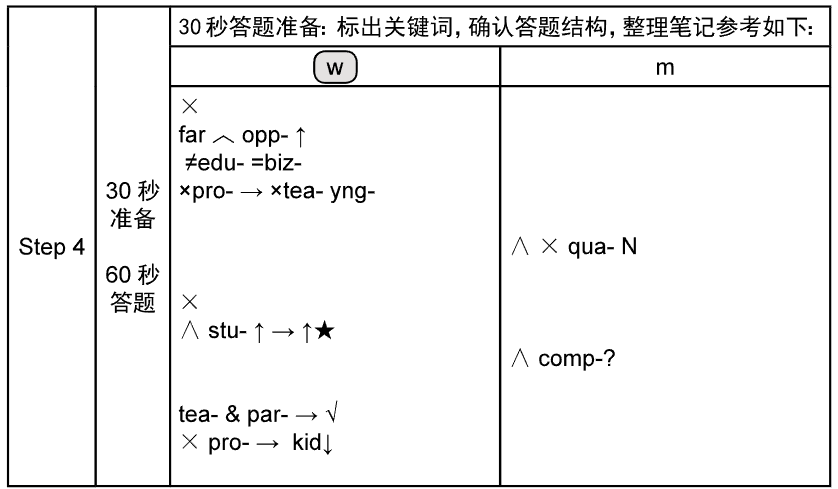 30 秒答题准备：标出关键词，确认答题结构，整理笔记参考如下：
w
m
Step 4
30 秒
准备
60 秒
答题
×
far ︿ opp- ↑
≠edu- =biz-
×pro- → ×tea- yng-
∧ × qua- N
×
∧ stu- ↑ → ↑★
∧ comp-?
tea- & par- → √
× pro- → kid↓